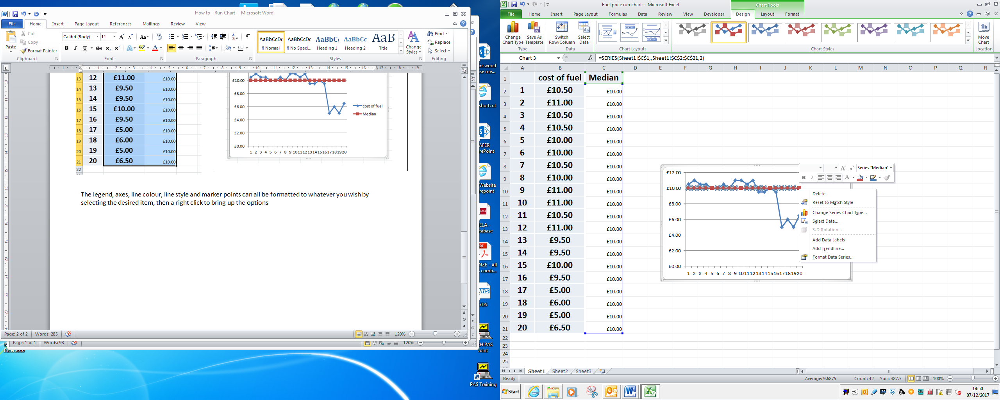 How to - Run Chart - Microsoft Word
File Home Insert Page Layout References Mailings Review View
Paste
Cut
Copy
Format Painter
Clipboard
Calibri (Body) 11
Font
Paragraph
AaBbCcDc AaBbCcDc AaBbC AaBbCc AaB
¶ Normal ¶ No Spaci... Heading 1 Heading 2 Title
Styles
Change Styles
Find
Replace
Select
Editing
13 12 £11.00 £10.00
14 13 £9.50 £10.00
15 14 £9.50 £10.00
16 15 £10.00 £10.00
17 16 £9.50 £10.00
18 17 £5.00 £10.00
19 18 £6.00 £10.00
20 19 £5.00 £10.00
21 20 £6.50 £10.00
22
£10.00
£8.00
£6.00
£4.00
£2.00
£0.00
1 2 3 4 5 6 7 8 9 10 11 12 13 14 15 16 17 18 19 20
cost of fuel
Median
The legend, axes, line colour, line style and marker points can all be formatted to whatever you wish by
selecting the desired item, then a right click to bring up the options
Page: 2 of 2 Words: 285 120%
Page: 1 of 1 Words: 98 120%
Excel 2010
nswood
se me...
shortcut
AFER
rePoint
Website
repoint
NELA
ELA -
tabase
NZE - All
comb...
NHS
7DS
H PAS
Joint
PAS Training
Fuel price run chart - Microsoft Excel
Chart Tools
File Home Insert Page Layout Formulas Data Review View Developer Design Layout Format
Change Chart Type
Save As Template
Type
Switch Row/Column
Select Data
Data
Chart Layouts
Chart Styles
Move Chart
Location
Chart 3 fx =SERIES(Sheet1!$C$1,,Sheet1!$C$2:$C$21,2)
A B C D E F G H I J K L M N O P Q R
1 cost of fuel Median
2 1 £10.50 £10.00
3 2 £11.00 £10.00
4 3 £10.50 £10.00
5 4 £10.50 £10.00
6 5 £10.00 £10.00
7 6 £10.00 £10.00
8 7 £10.50 £10.00
9 8 £10.00 £10.00
10 9 £11.00 £10.00
11 10 £11.00 £10.00
12 11 £10.50 £10.00
13 12 £11.00 £10.00
14 13 £9.50 £10.00
15 14 £9.50 £10.00
16 15 £10.00 £10.00
17 16 £9.50 £10.00
18 17 £5.00 £10.00
19 18 £6.00 £10.00
20 19 £5.00 £10.00
21 20 £6.50 £10.00
22
23
24
25
£12.00
£10.00
£8.00
£6.00
£4.00
£2.00
£0.00
1 2 3 4 5 6 7 8 9 10 11 12 13 14 15 16 17 18 19 20
Series "Median"
Delete
Reset to Match Style
Change Series Chart Type...
Select Data...
3-D Rotation...
Add Data Labels
Add Trendline...
Format Data Series...
Sheet1 Sheet2 Sheet3
Ready Average: 9.6875 Count: 42 Sum: 387.5 100%
Start
14:50
07/12/2017